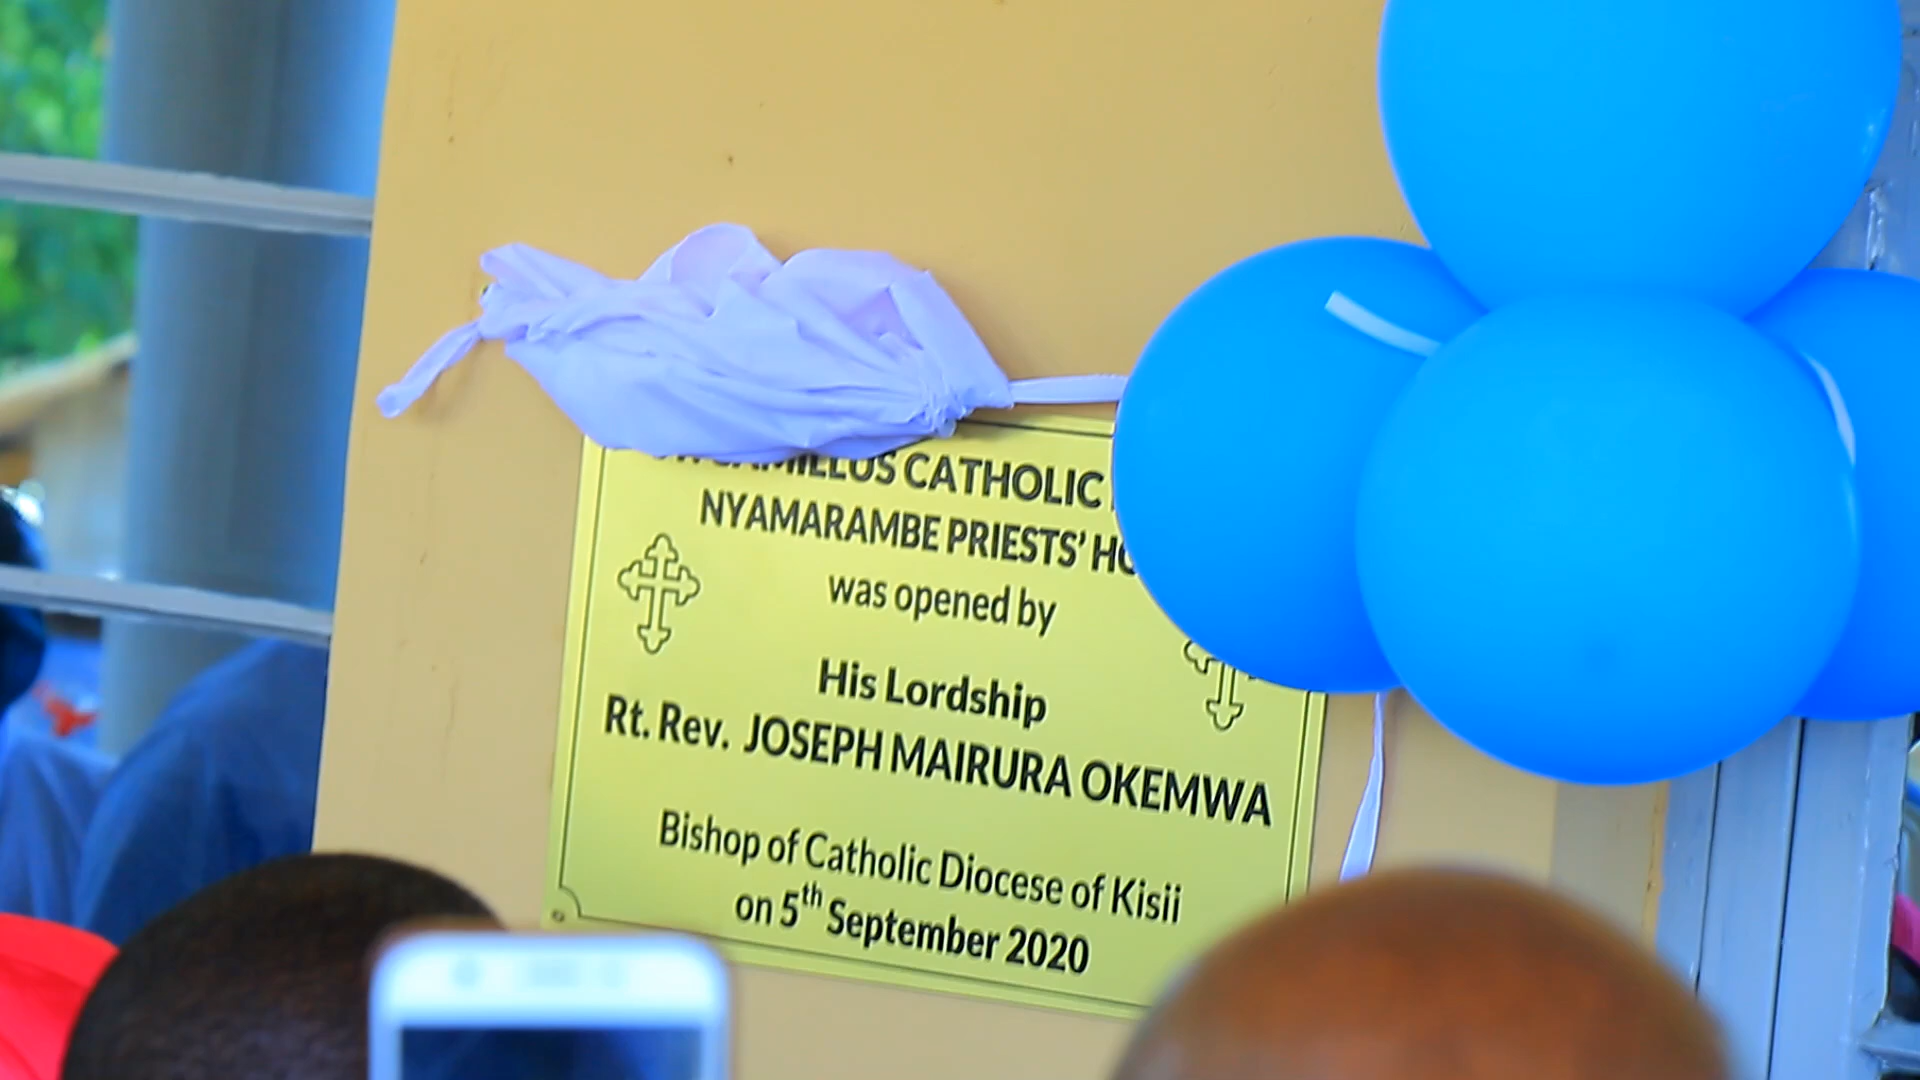 CAMILLUS CATHOLIC
NYAMARAMBE PRIESTS'
was opened by
His Lordship
Rt. Rev. JOSEPH MAIRURA OKEMWA
Bishop of Catholic Diocese of Kisii
on 5th September 2020